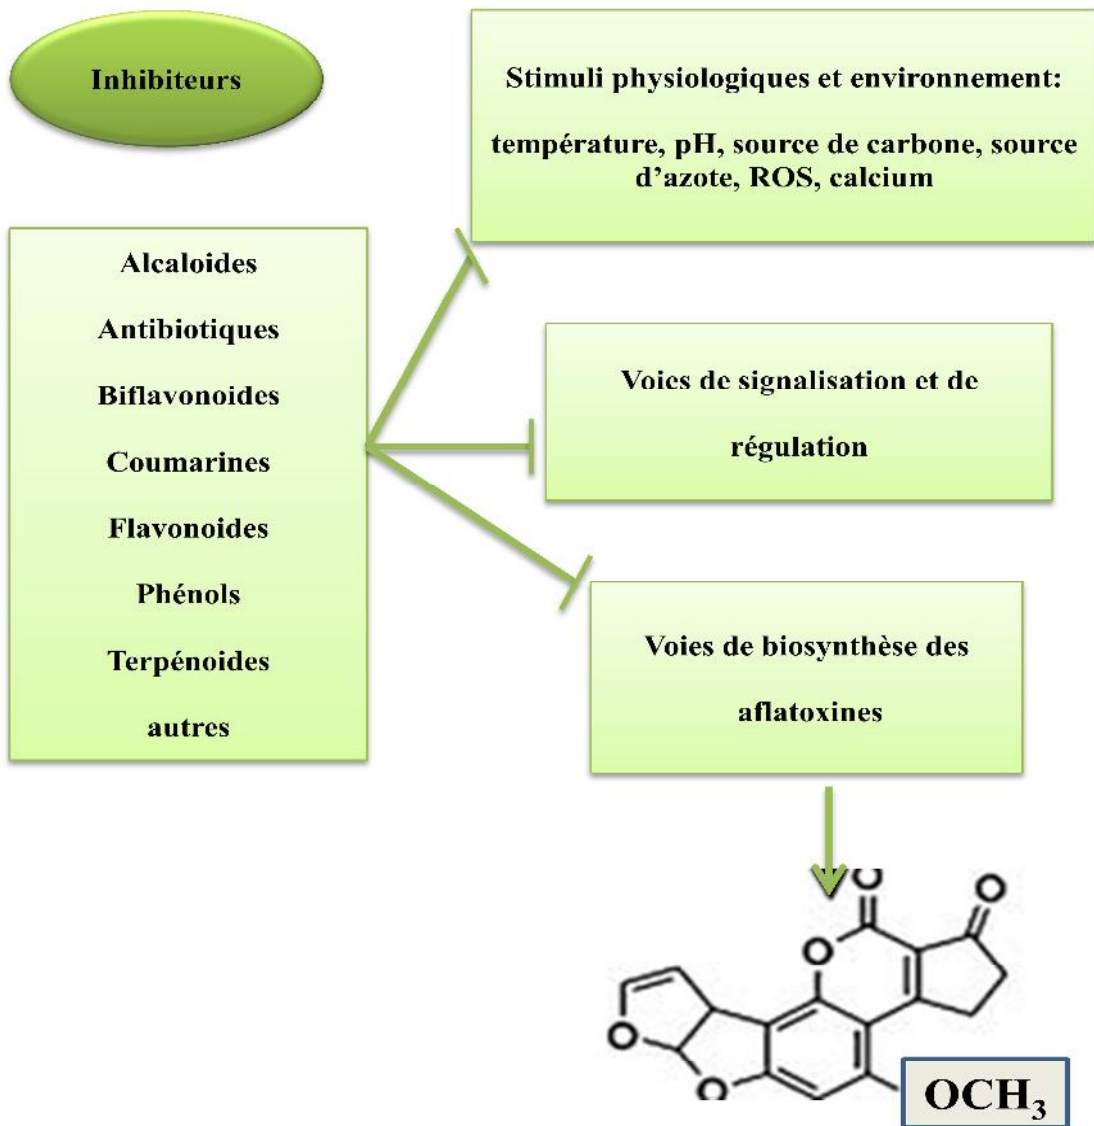 Inhibiteurs
Stimuli physiologiques et environnement:
température, pH, source de carbone, source
d’azote, ROS, calcium
Alcaloides
Antibiotiques
Biflavonoides
Coumarines
Flavonoides
Phénols
Terpénoides
autres
Voies de signalisation et de
régulation
Voies de biosynthèse des
aflatoxines
O
O
O
O
O
OCH₃